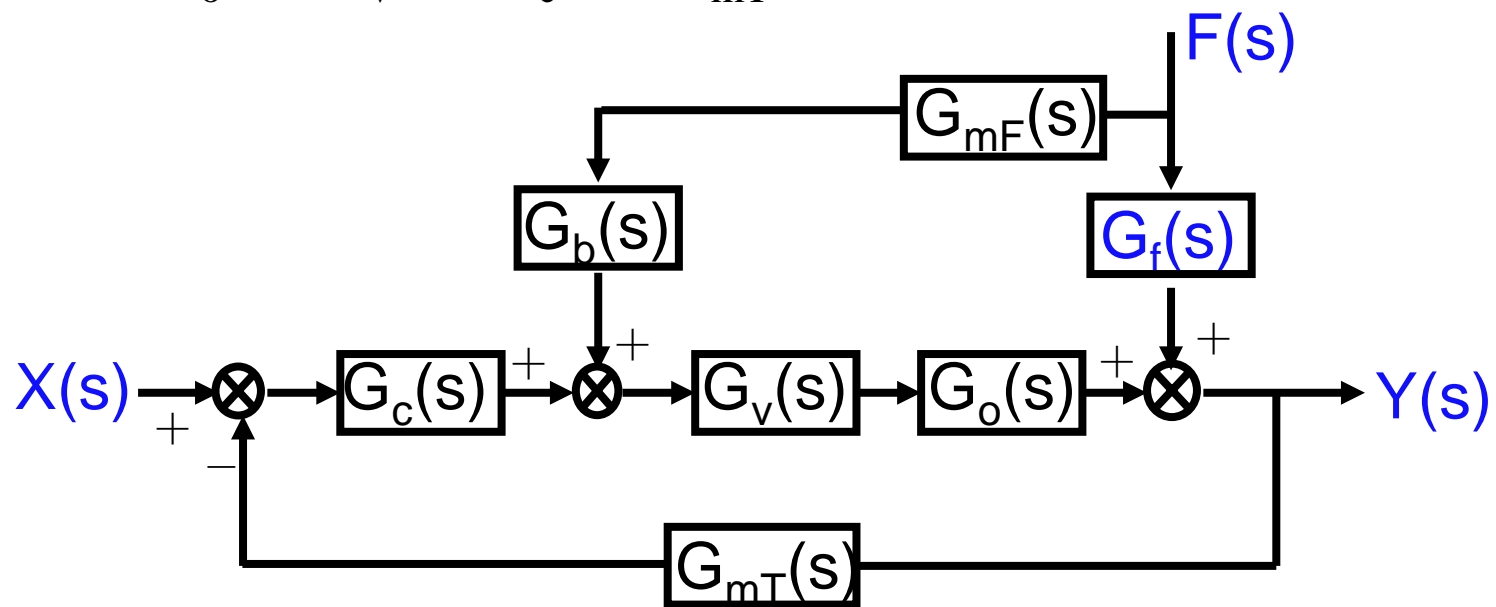 F(s)
G_mF(s)
G_b(s)
G_f(s)
X(s) + − G_c(s) + + G_v(s) G_o(s) + + Y(s)
G_mT(s)